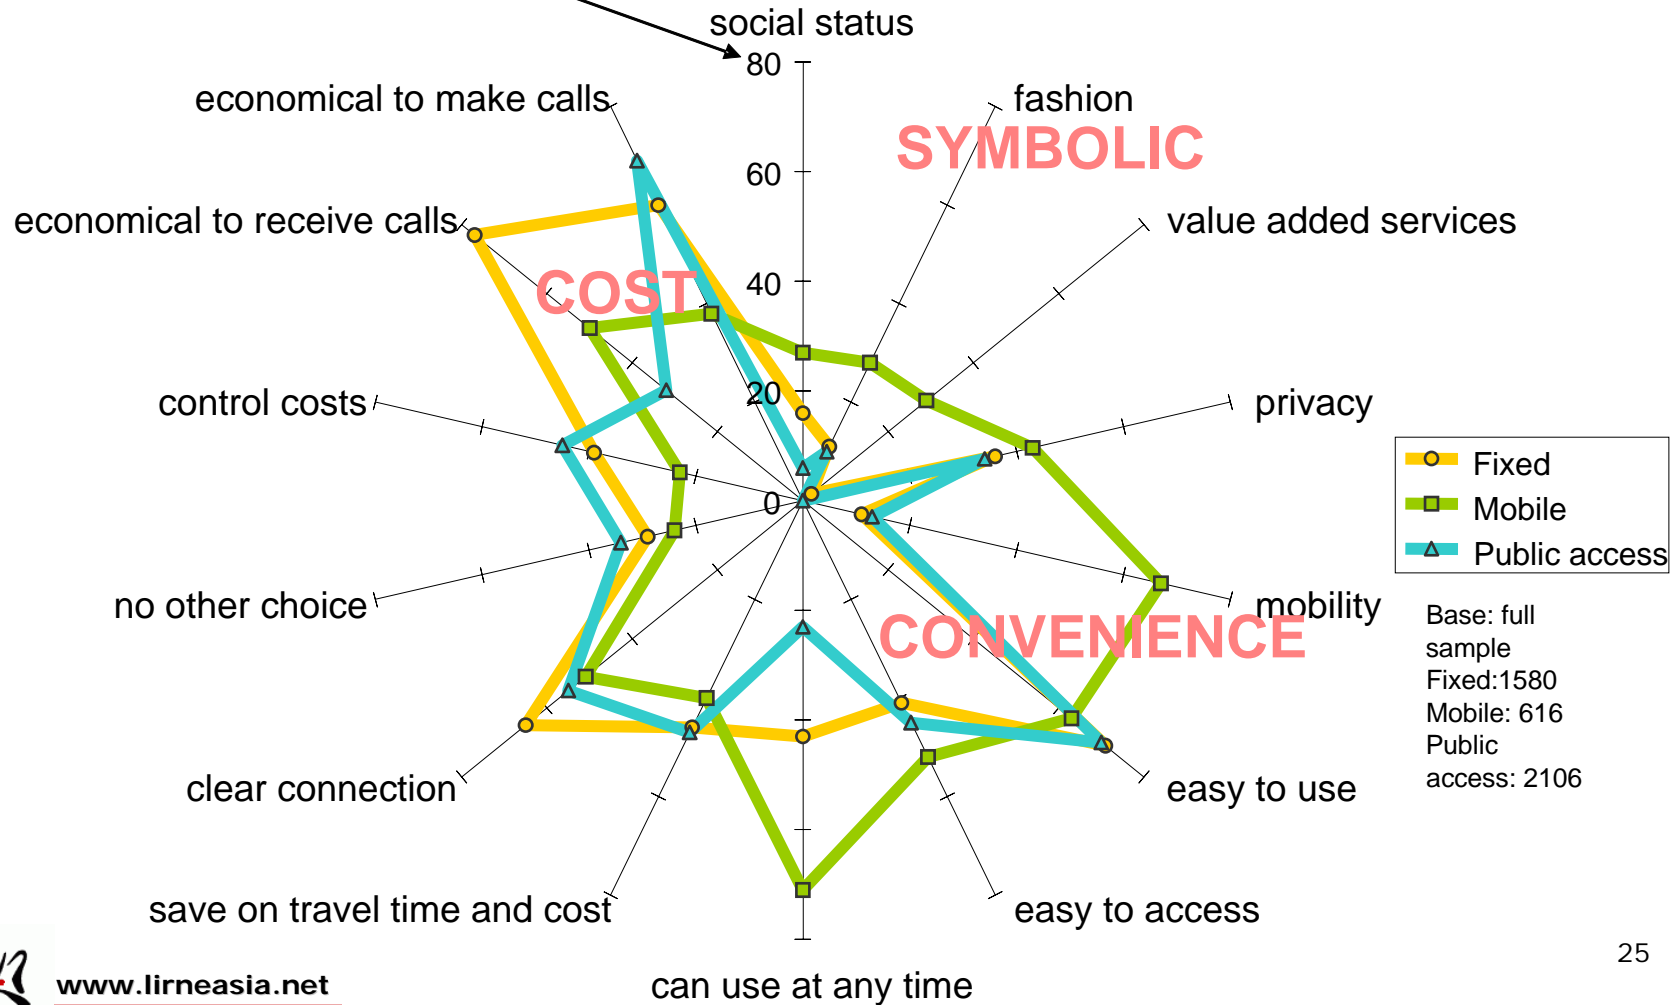 social status
80
economical to make calls
fashion
SYMBOLIC
60
economical to receive calls
value added services
COST
40
control costs
20
privacy
Fixed
Mobile
Public access
0
no other choice
mobility
CONVENIENCE
Base: full
sample
Fixed:1580
Mobile: 616
Public
access: 2106
clear connection
easy to use
save on travel time and cost
easy to access
can use at any time
25
www.lirneasia.net